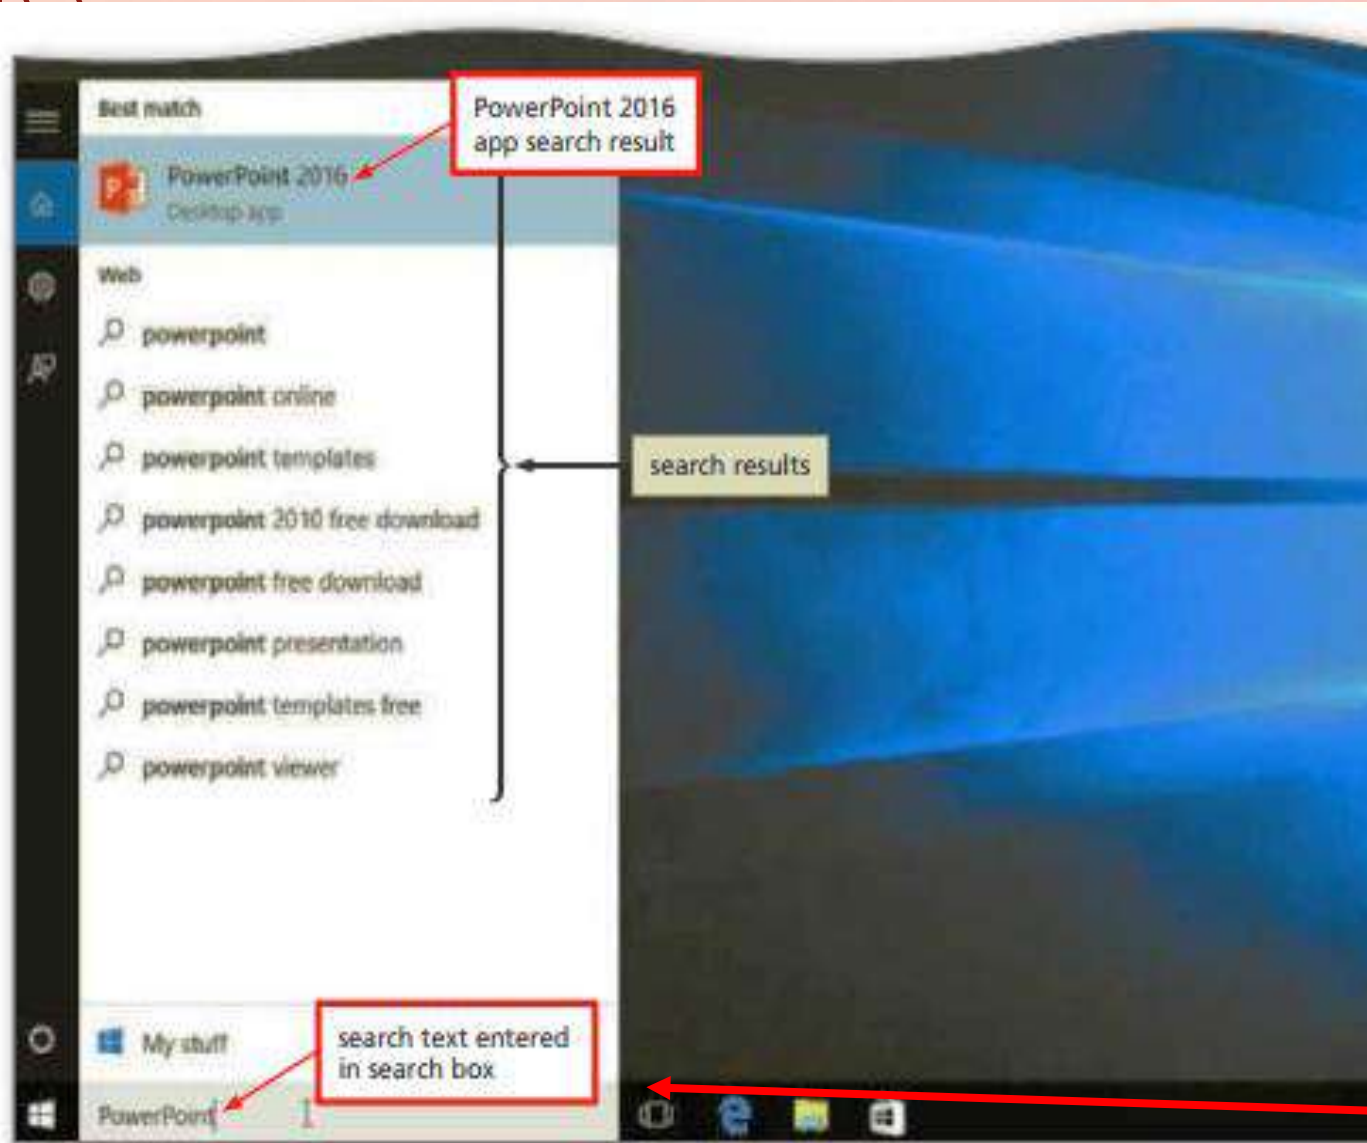 Best match
PowerPoint 2016
app search result
PowerPoint 2016
Desktop app
Web
powerpoint
powerpoint online
powerpoint templates
search results
powerpoint 2010 free download
powerpoint free download
powerpoint presentation
powerpoint templates free
powerpoint viewer
My stuff
search text entered
in search box
PowerPoint